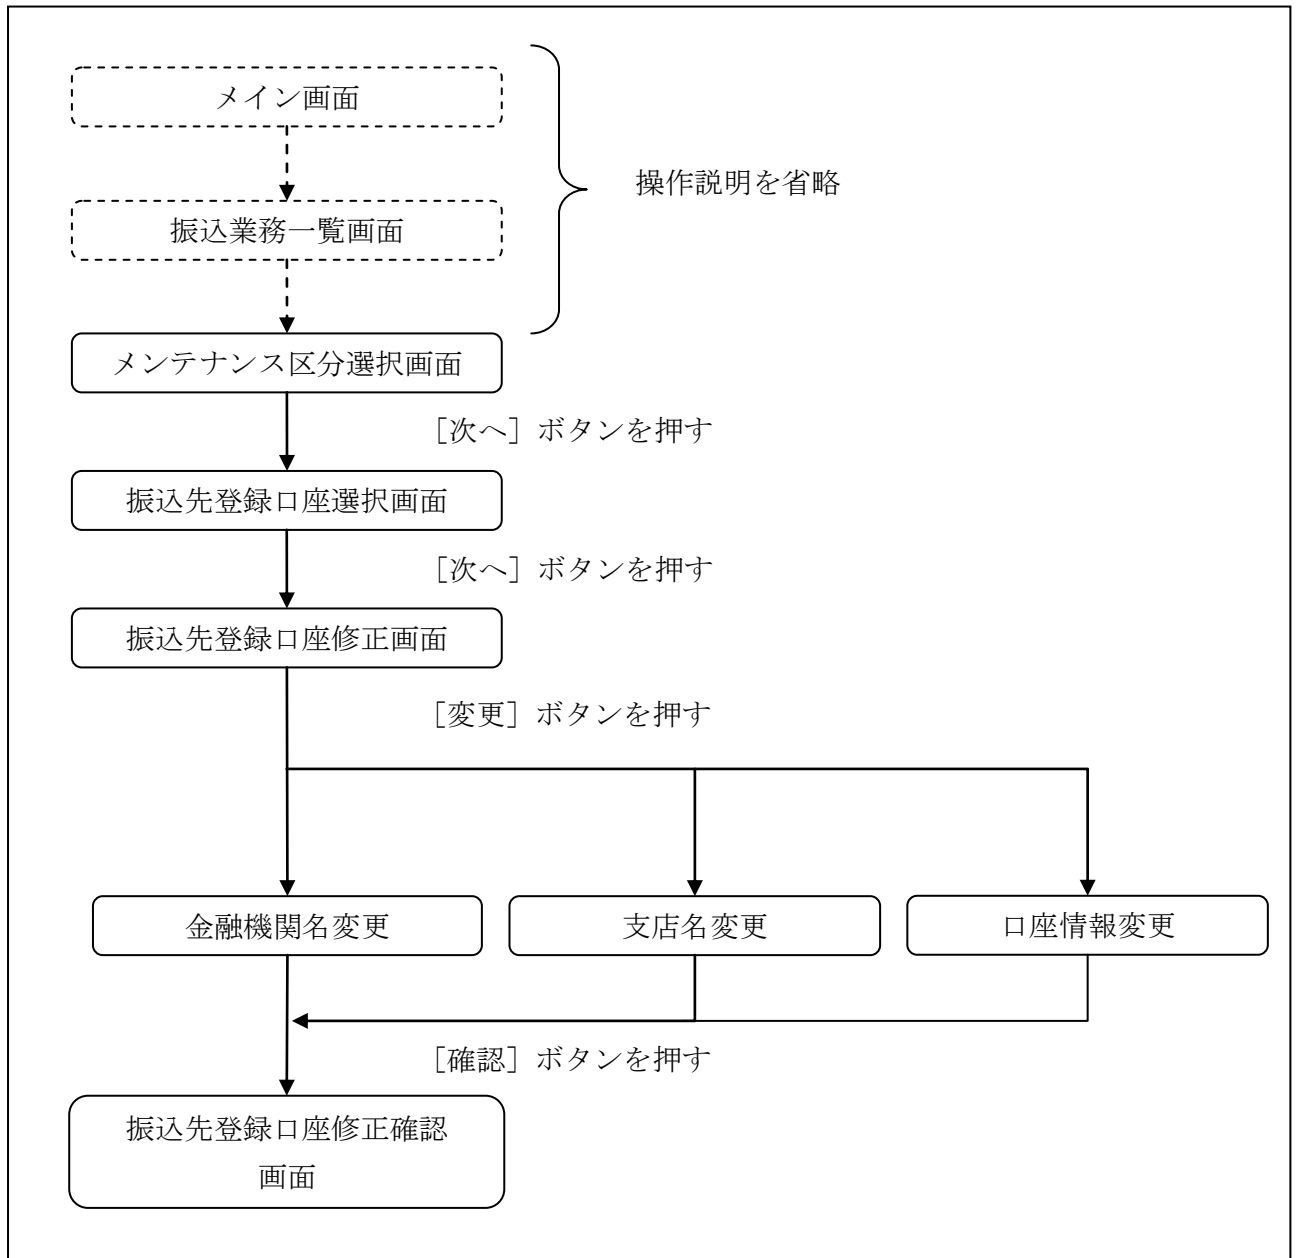 メイン画面
操作説明を省略
振込業務一覧画面
メンテナンス区分選択画面
［次へ］ボタンを押す
振込先登録口座選択画面
［次へ］ボタンを押す
振込先登録口座修正画面
［変更］ボタンを押す
金融機関名変更
支店名変更
口座情報変更
［確認］ボタンを押す
振込先登録口座修正確認
画面